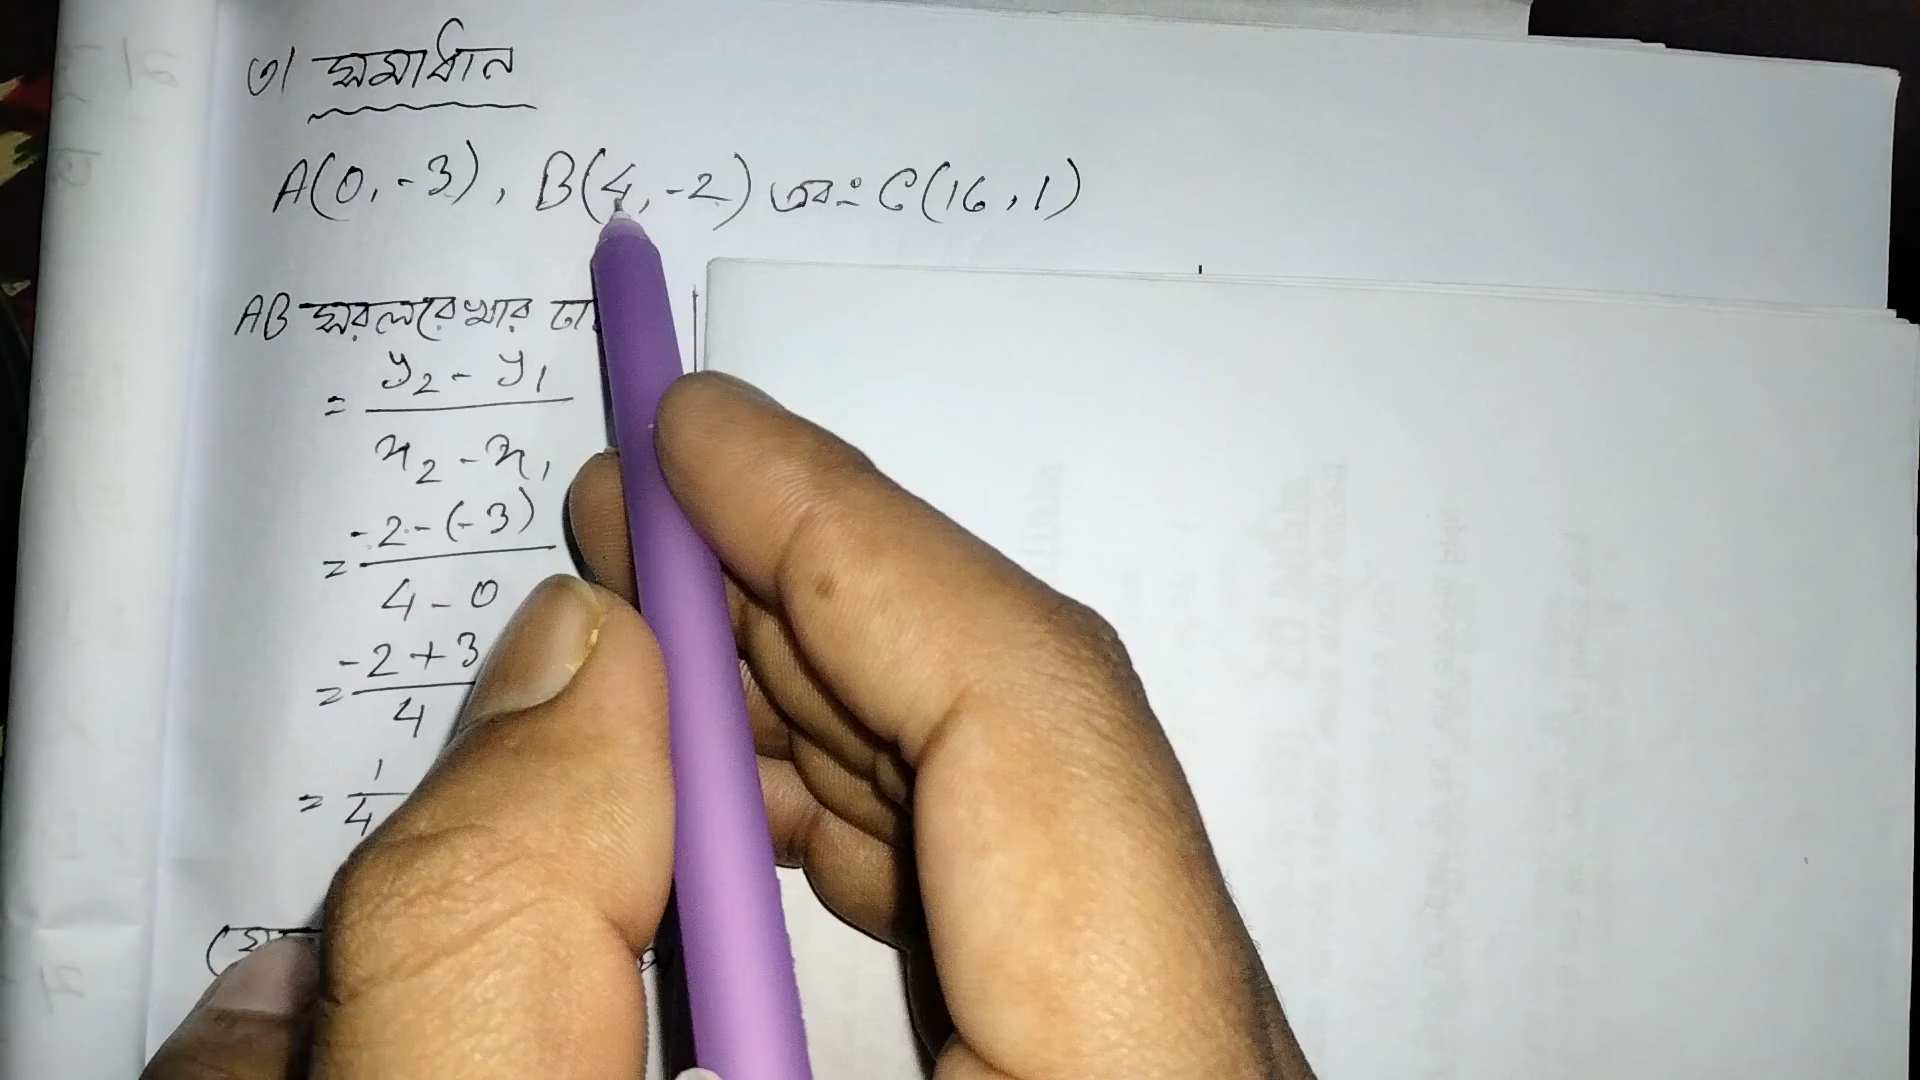 ৩। সমাধান
A(0, -3), B(4, -2) এবং C(16, 1)
AB সরলরেখার
= y₂ - y₁ / x₂ - x₁
= -2 - (-3) / 4 - 0
= -2 + 3 / 4
= 1 / 4